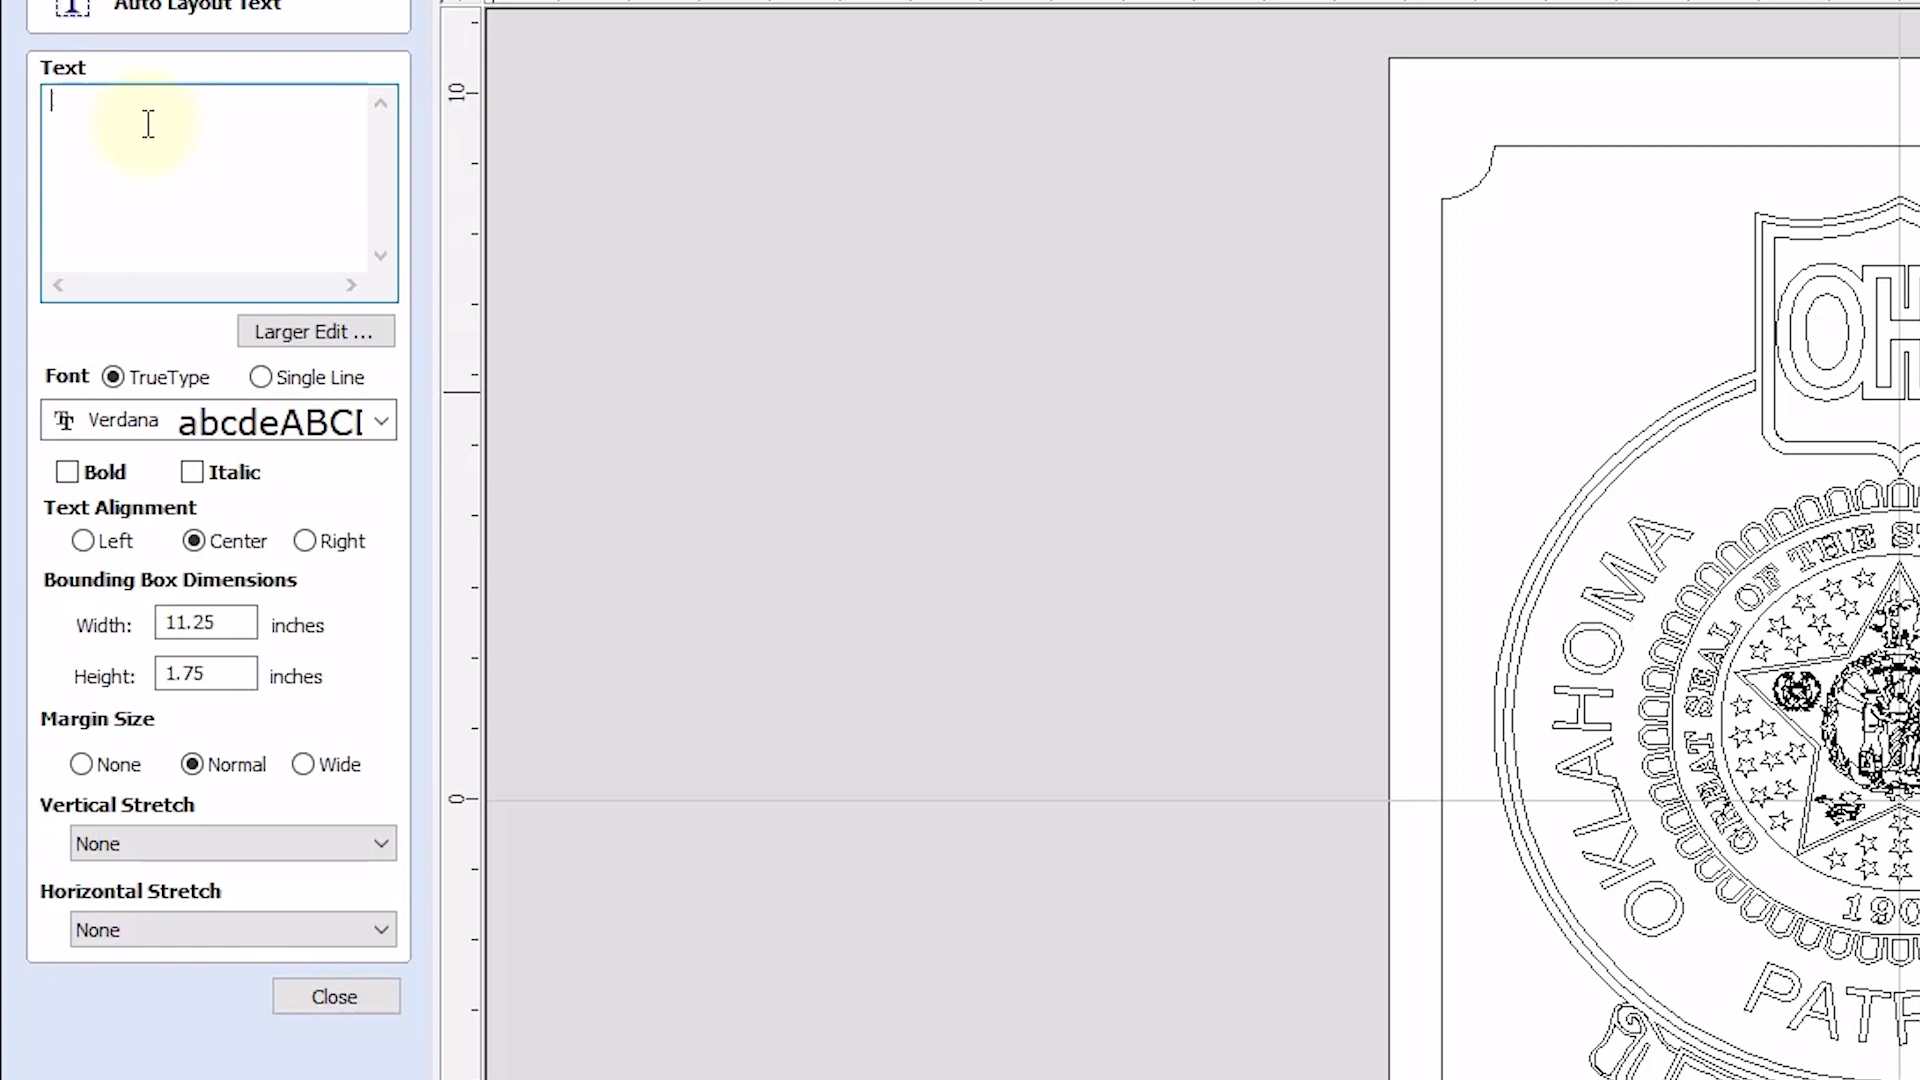 Auto Layout Text
Text
Larger Edit ...
Font TrueType Single Line
Verdana abcdeABCD
Bold Italic
Text Alignment
Left Center Right
Bounding Box Dimensions
Width: 11.25 inches
Height: 1.75 inches
Margin Size
None Normal Wide
Vertical Stretch
None
Horizontal Stretch
None
Close
10
0
OH
OKLAHOMA
GREAT SEAL OF THE S
190
PATR